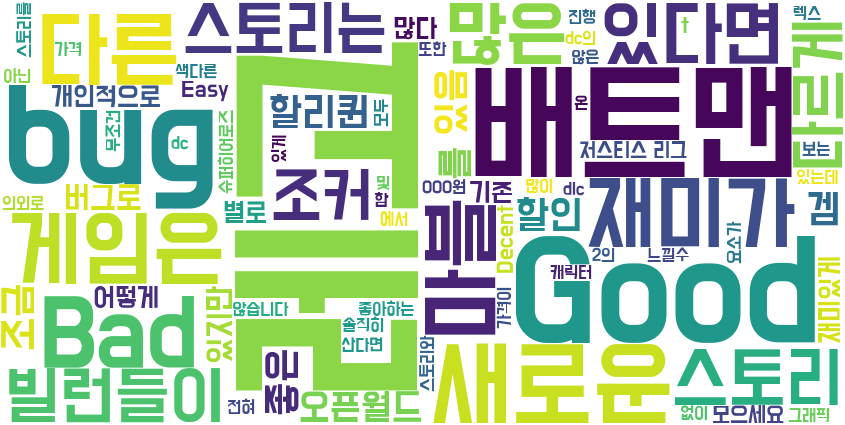 스토리들
다른
스토리는
많다
많은
진행
있다면
t
렉스
가격
또한
dc의
않은
다르게
아닌
색다른
Easy
개인적으로
bug
무조건
dc
슈퍼히어로즈
그래픽
할리퀸
모두
있게
조커
및
합
에서
있음
배트맨
온
를
저스티스 리그
보는
000원
기존
많이
dlc
있는데
의외로
버그로
별로
게임은
마블
Decent
할인
재미가
겜
2의
느낄수
요소가
조금
어떻게
있지만
않습니다
좋아하는
솔직히
산다면
가격이
캐릭터
Good
재미있게
Bad
빌런들이
좋은
스토리와
새로운
스토리
전혀
오픈월드
없이
모으세요
그래픽